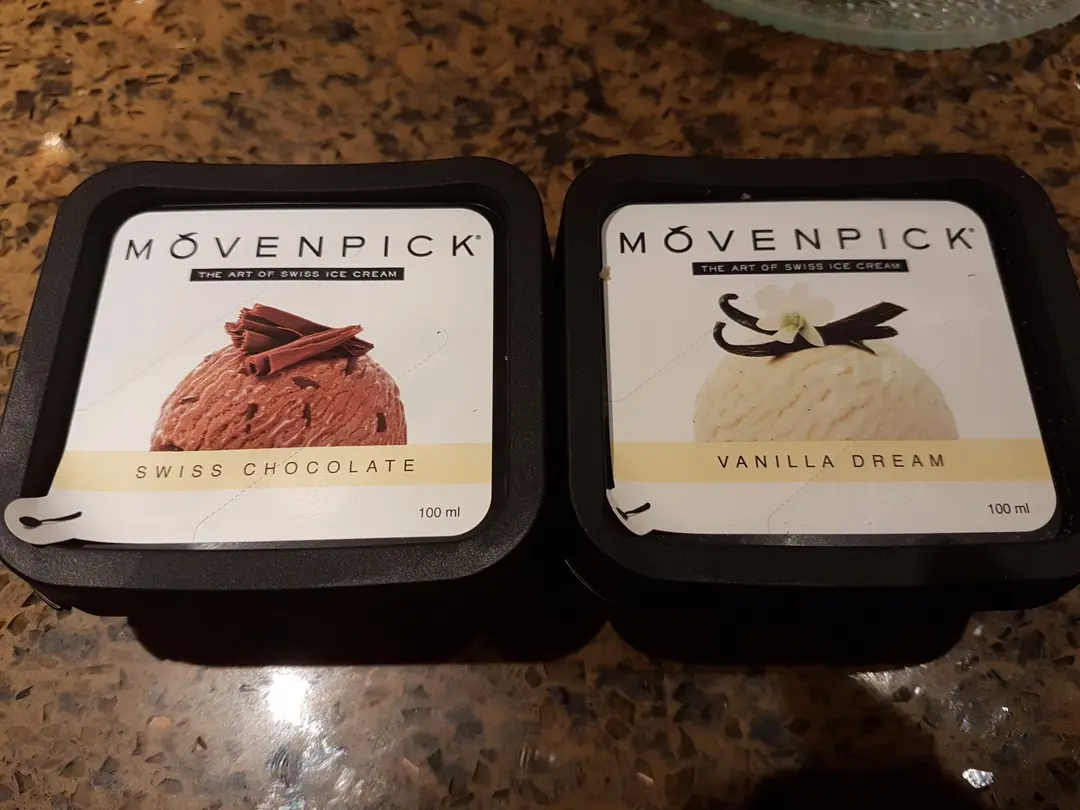 MÖVENPICK®
THE ART OF SWISS ICE CREAM
SWISS CHOCOLATE
100 ml
MÖVENPICK®
THE ART OF SWISS ICE CREAM
VANILLA DREAM
100 ml